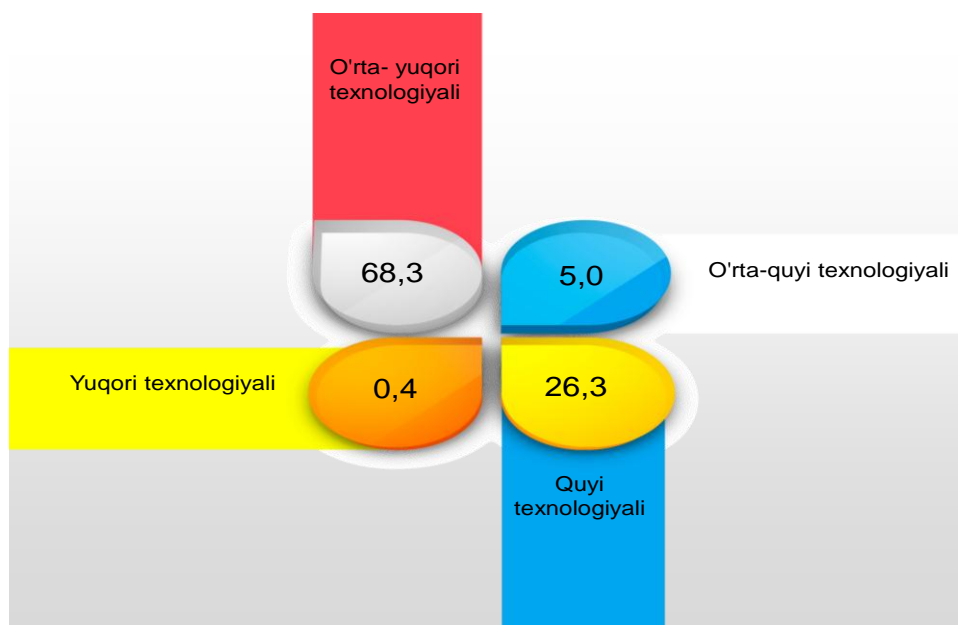 O'rta- yuqori
texnologiyali
68,3
5,0
O'rta-quyi texnologiyali
Yuqori texnologiyali
0,4
26,3
Quyi
texnologiyali